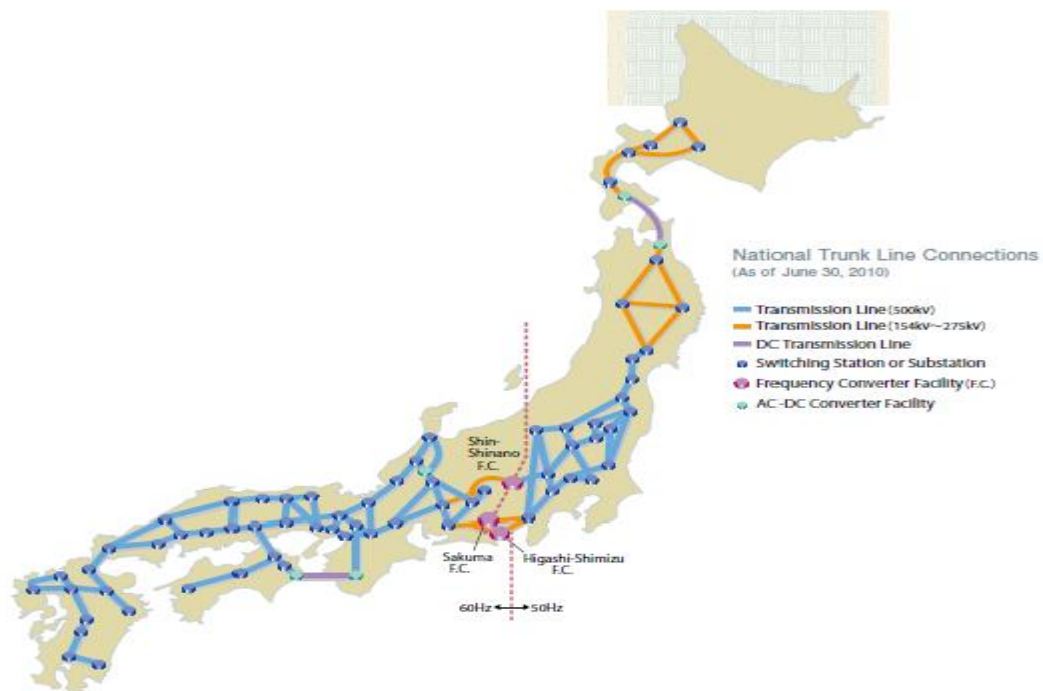 National Trunk Line Connections
(As of June 30, 2010)
Transmission Line (500kv)
Transmission Line (154kv～275kv)
DC Transmission Line
Switching Station or Substation
Frequency Converter Facility (F.C.)
AC-DC Converter Facility
Shin-
Shinano
F.C.
Sakuma
F.C.
Higashi-Shimizu
F.C.
60Hz
50Hz